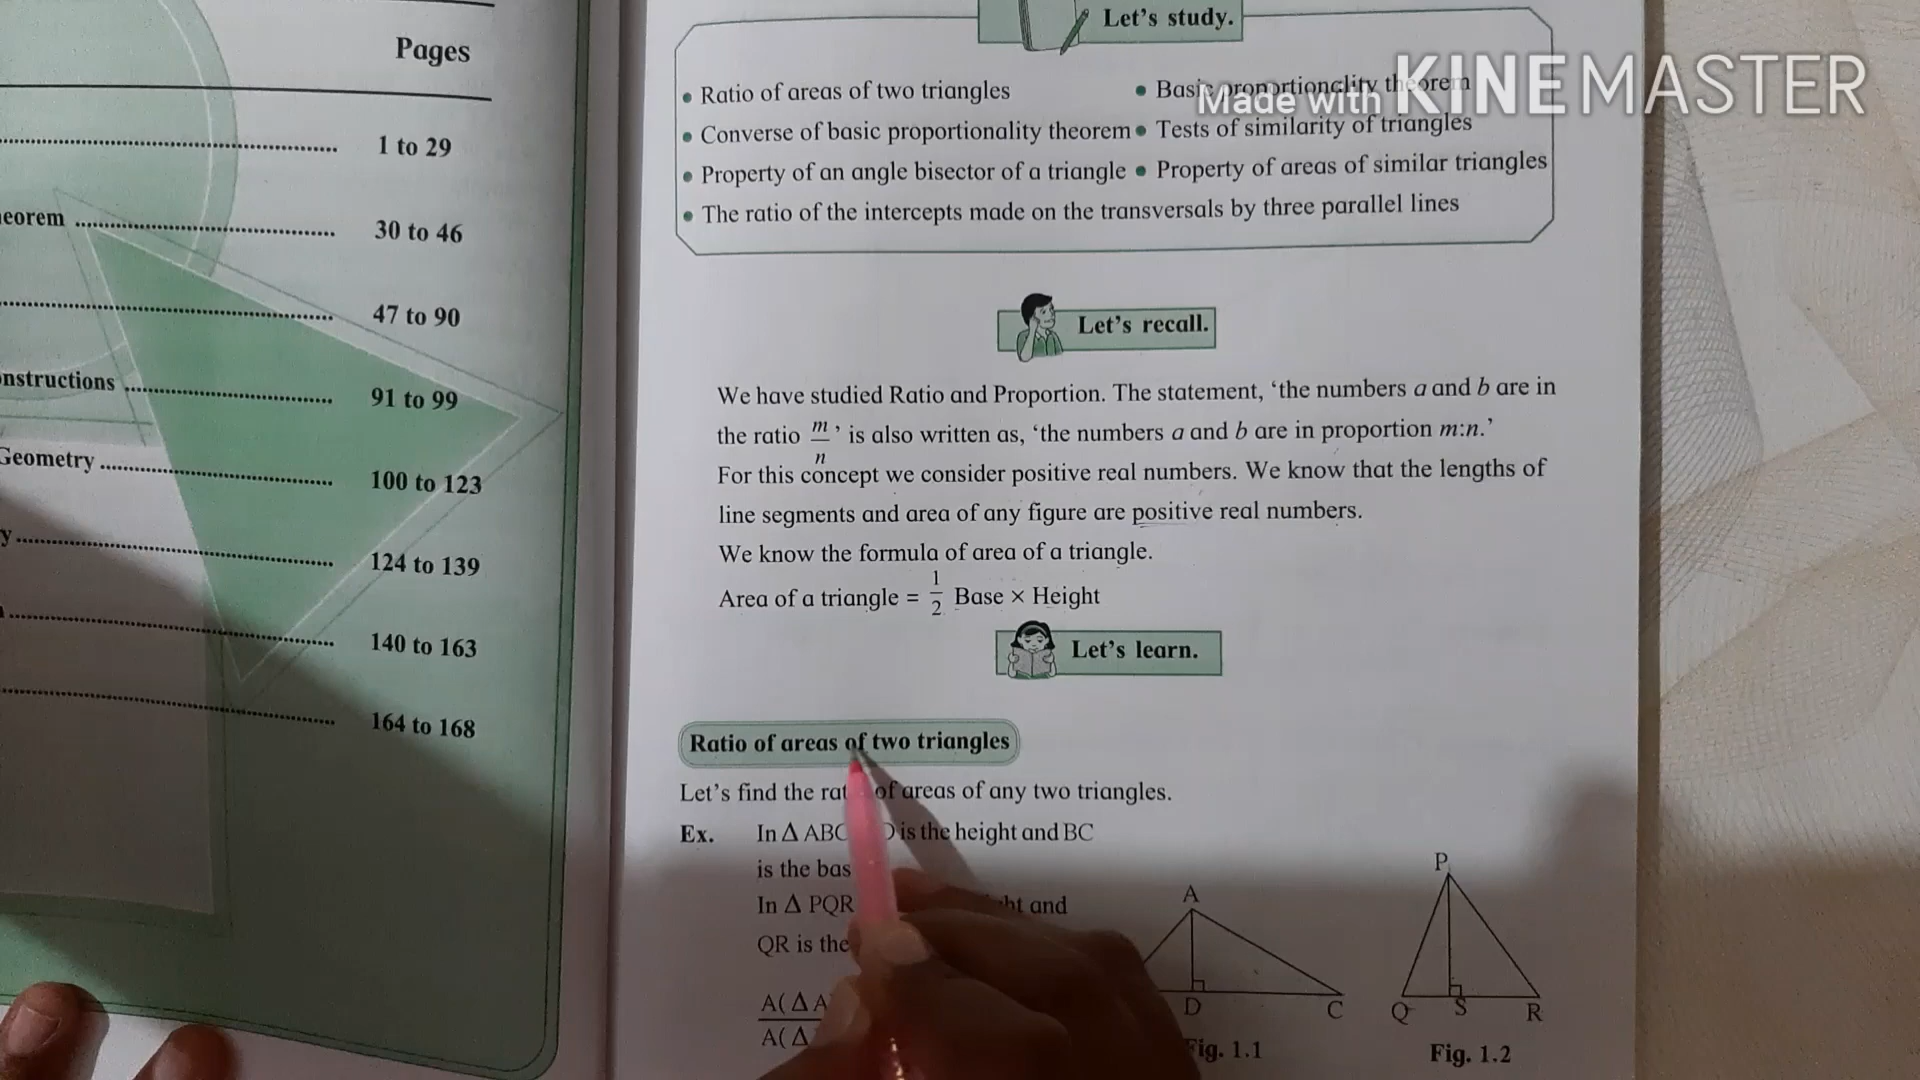 Pages
1 to 29
eorem 30 to 46
47 to 90
nstructions 91 to 99
Geometry 100 to 123
y 124 to 139
140 to 163
164 to 168
Let's study.
• Ratio of areas of two triangles • Basic proportionality theorem
• Converse of basic proportionality theorem • Tests of similarity of triangles
• Property of an angle bisector of a triangle • Property of areas of similar triangles
• The ratio of the intercepts made on the transversals by three parallel lines
Made with KINEMASTER
Let's recall.
We have studied Ratio and Proportion. The statement, 'the numbers a and b are in
the ratio m/n' is also written as, 'the numbers a and b are in proportion m:n.'
For this concept we consider positive real numbers. We know that the lengths of
line segments and area of any figure are positive real numbers.
We know the formula of area of a triangle.
Area of a triangle = 1/2 Base × Height
Let's learn.
Ratio of areas of two triangles
Let's find the rat of areas of any two triangles.
Ex. In Δ ABC D is the height and BC
is the bas
In Δ PQR ht and
QR is the
A(Δ A
A(Δ
A
D
C
Fig. 1.1
P
Q
S
R
Fig. 1.2